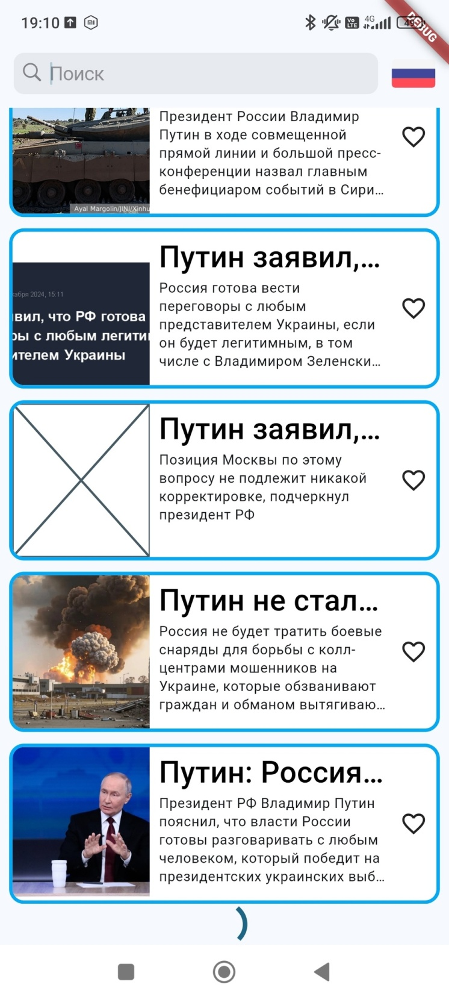 19:10
4G
Vo
LTE
49
DEBUG
Поиск
Президент России Владимир
Путин в ходе совмещенной
прямой линии и большой пресс-
конференции назвал главным
бенефициаром событий в Сири…
Ayal Margolin/JINI/Xinhu
Путин заявил,…
Россия готова вести
переговоры с любым
представителем Украины, если
он будет легитимным, в том
числе с Владимиром Зеленски…
кабря 2024, 15:11
вил, что РФ готова
ры с любым легити
ителем Украины
Путин заявил,…
Позиция Москвы по этому
вопросу не подлежит никакой
корректировке, подчеркнул
президент РФ
Путин не стал…
Россия не будет тратить боевые
снаряды для борьбы с колл-
центрами мошенников на
Украине, которые обзванивают
граждан и обманом вытягиваю…
Путин: Россия…
Президент РФ Владимир Путин
пояснил, что власти России
готовы разговаривать с любым
человеком, который победит на
президентских украинских выб…